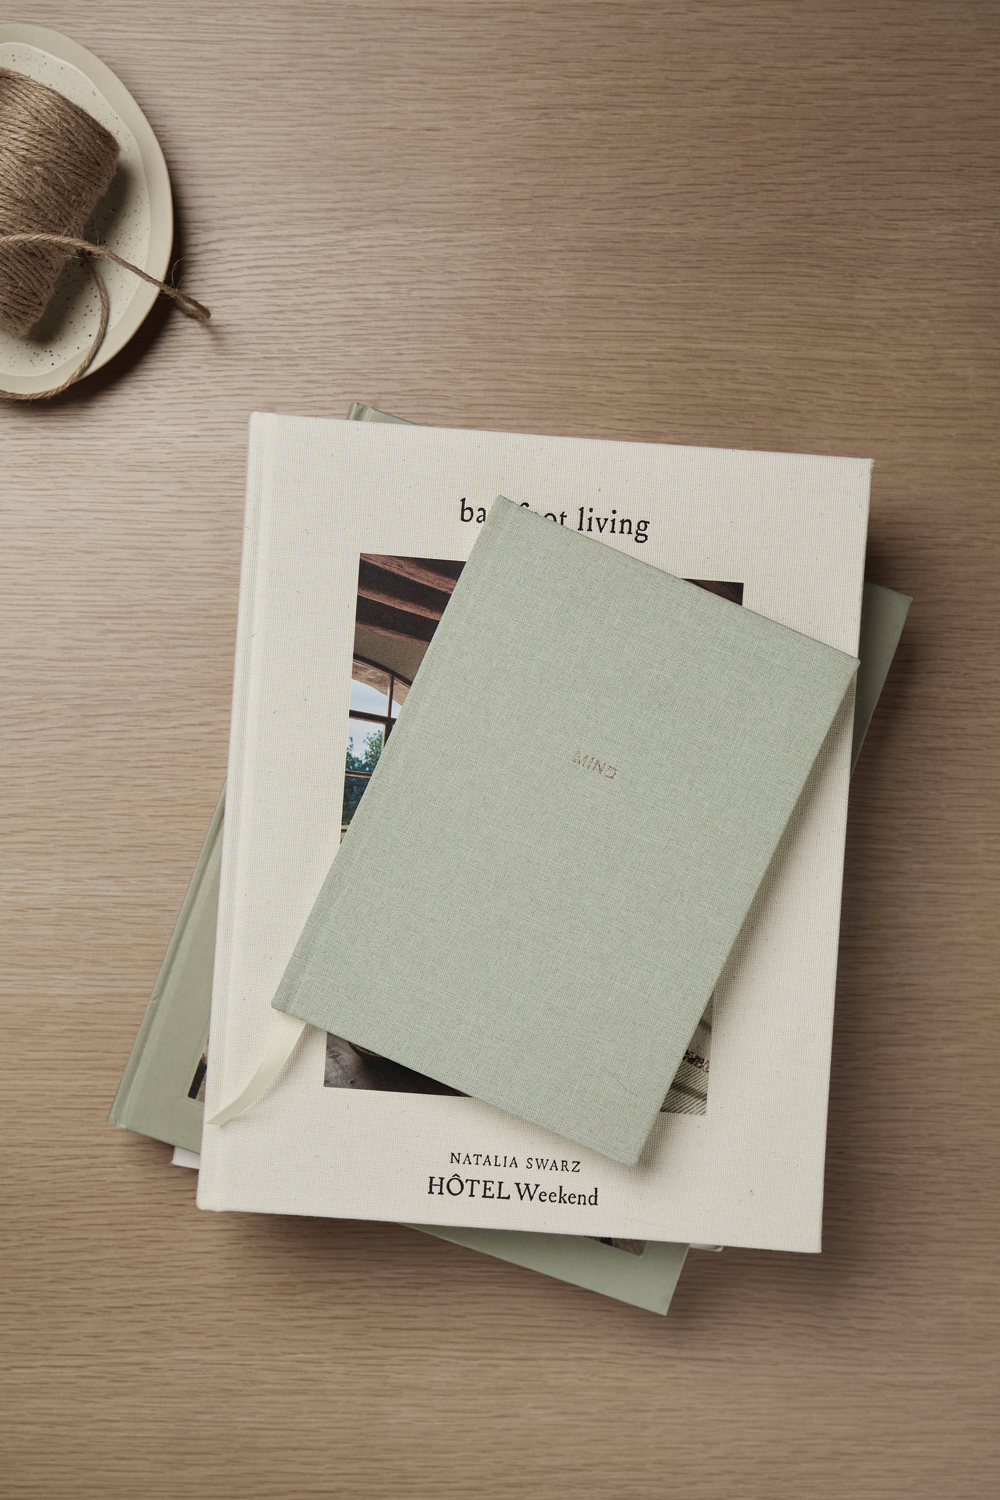 living
MIND
NATALIA SWARZ
HÔTEL Weekend